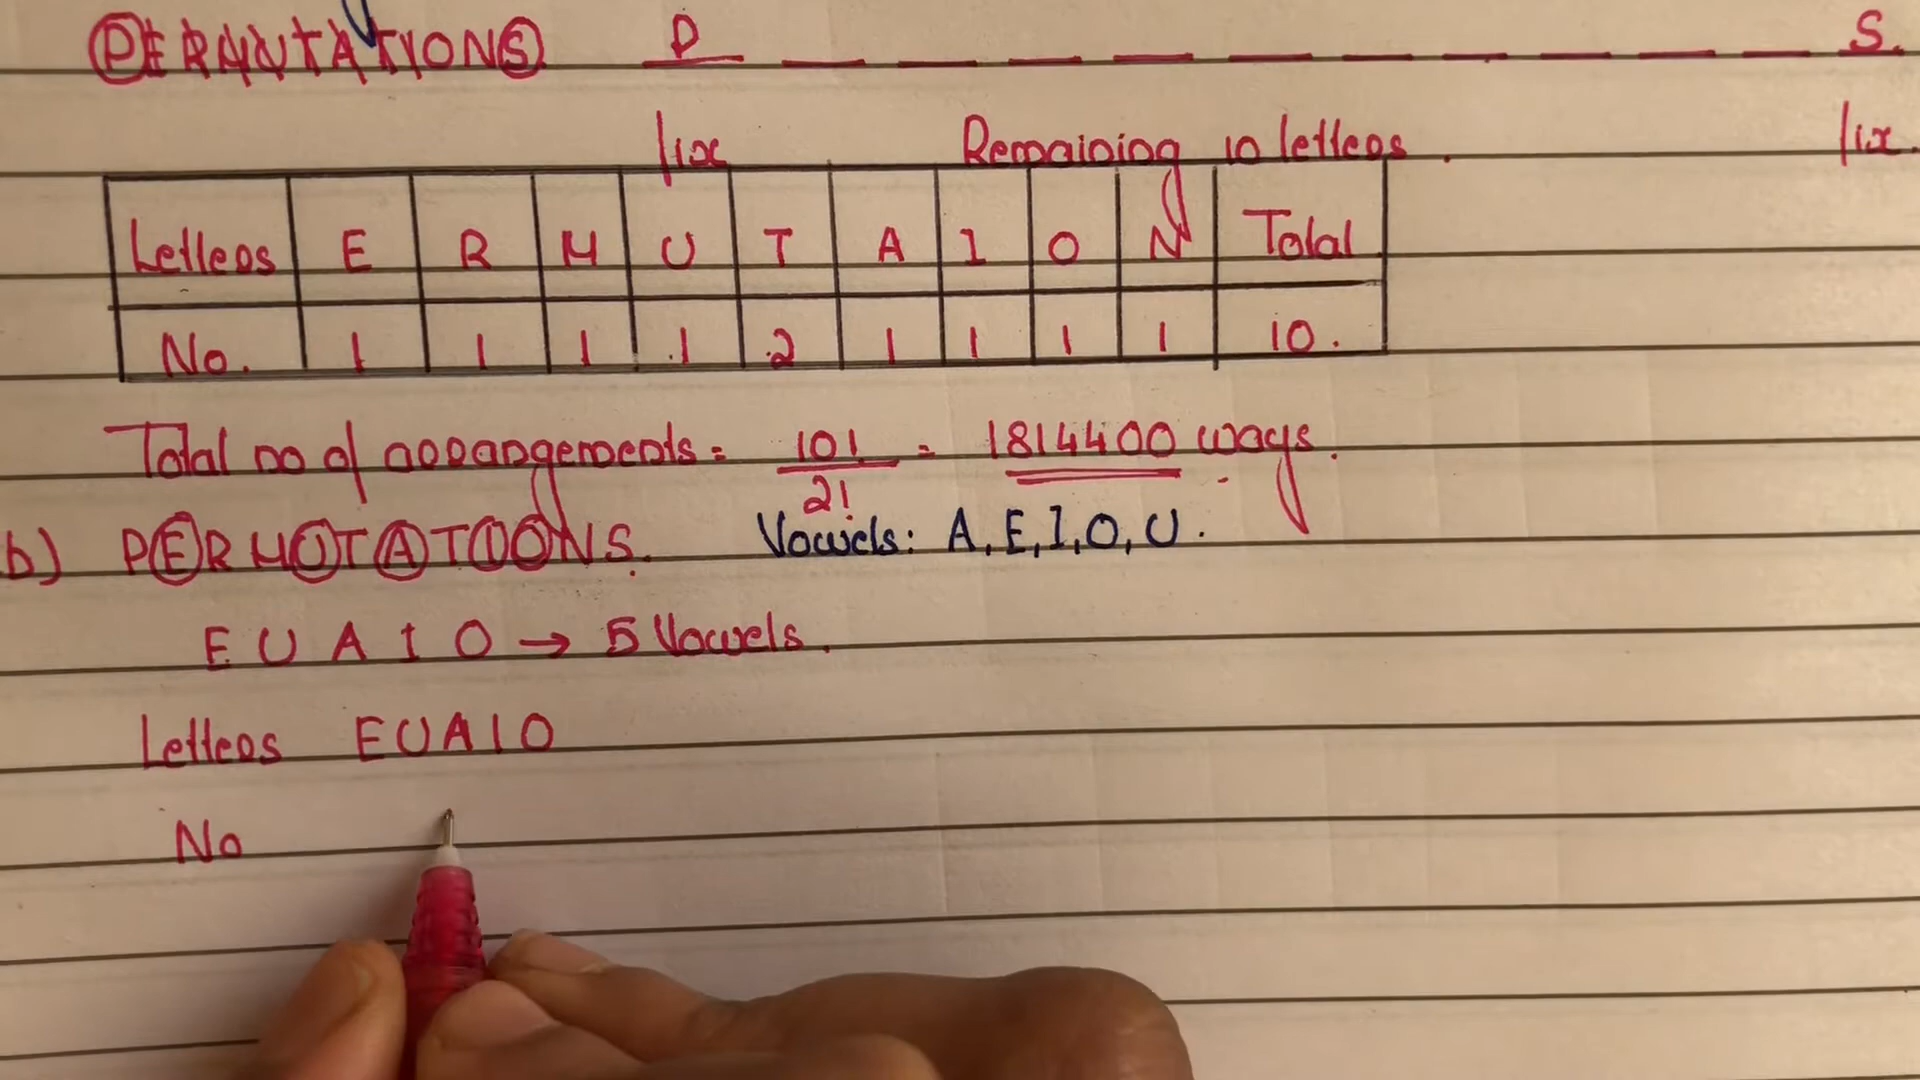 PERMUTATIONS P S.
fix Remaining 10 letters. fix.
Letters E R M U T A I O N Total
No. 1 1 1 1 2 1 1 1 1 10.
Total no of arrangements = 10! / 2! = 1814400 ways.
b) PERMUTATIONS. Vowels: A, E, I, O, U.
E U A I O → 5 Vowels.
Letters EUAIO
No